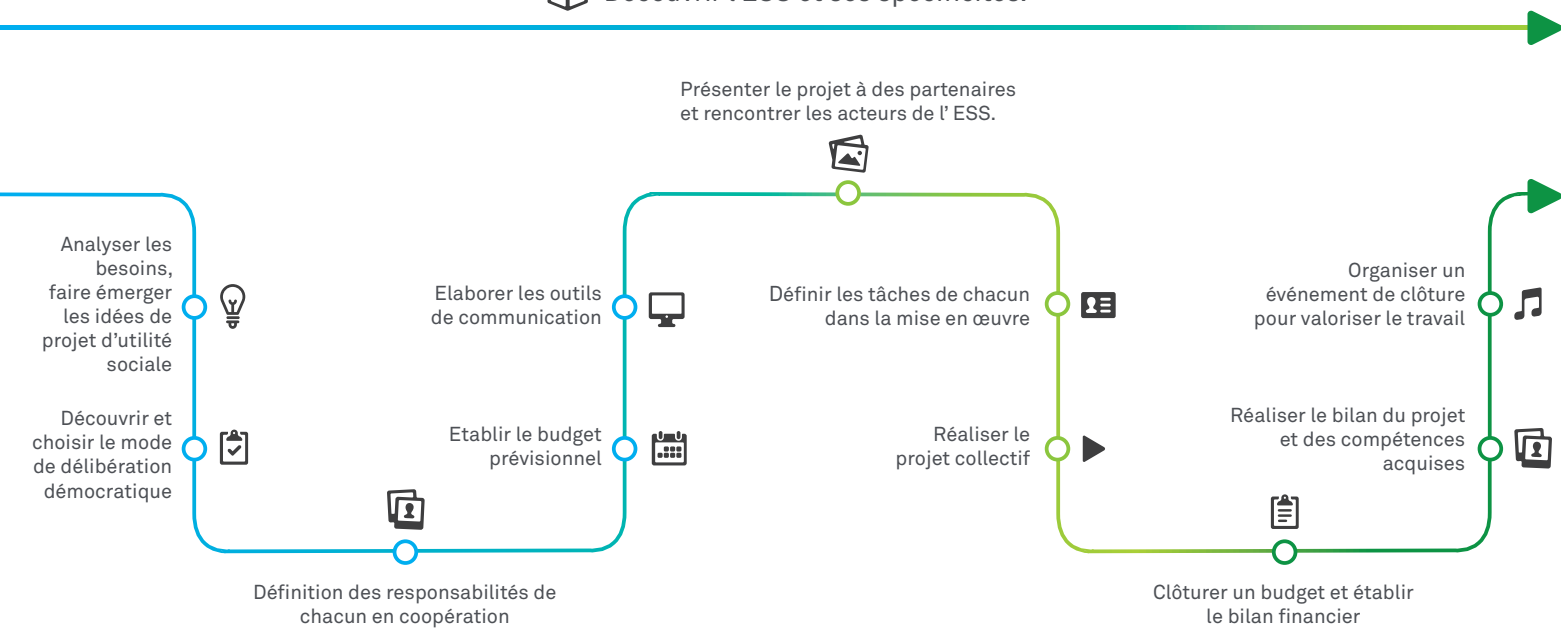 Présenter le projet à des partenaires
et rencontrer les acteurs de l’ ESS.
Analyser les
besoins,
faire émerger
les idées de
projet d’utilité
sociale
Découvrir et
choisir le mode
de délibération
démocratique
Définition des responsabilités de
chacun en coopération
Etablir le budget
prévisionnel
Elaborer les outils
de communication
Définir les tâches de chacun
dans la mise en œuvre
Réaliser le
projet collectif
Clôturer un budget et établir
le bilan financier
Réaliser le bilan du projet
et des compétences
acquises
Organiser un
événement de clôture
pour valoriser le travail